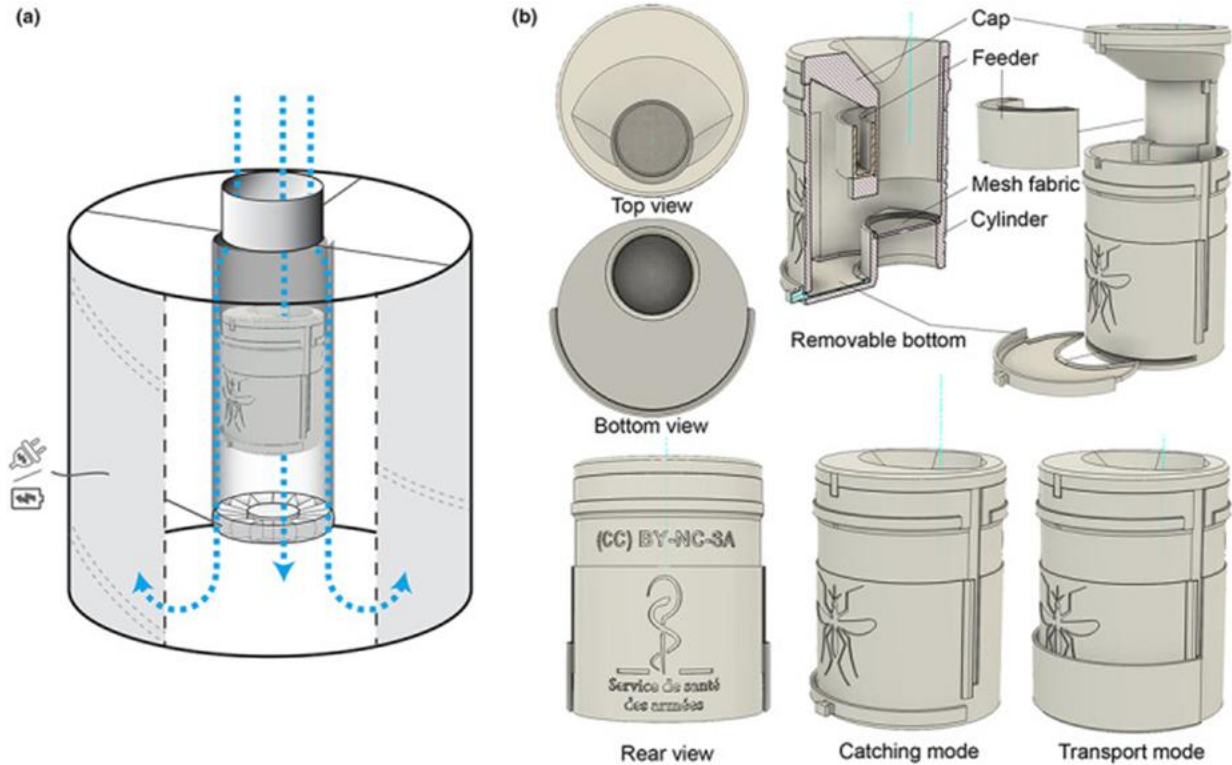 (a)
(b)
Cap
Feeder
Mesh fabric
Cylinder
Top view
Removable bottom
Bottom view
(CC) BY-NC-SA
Service de santé
des armées
Rear view
Catching mode
Transport mode